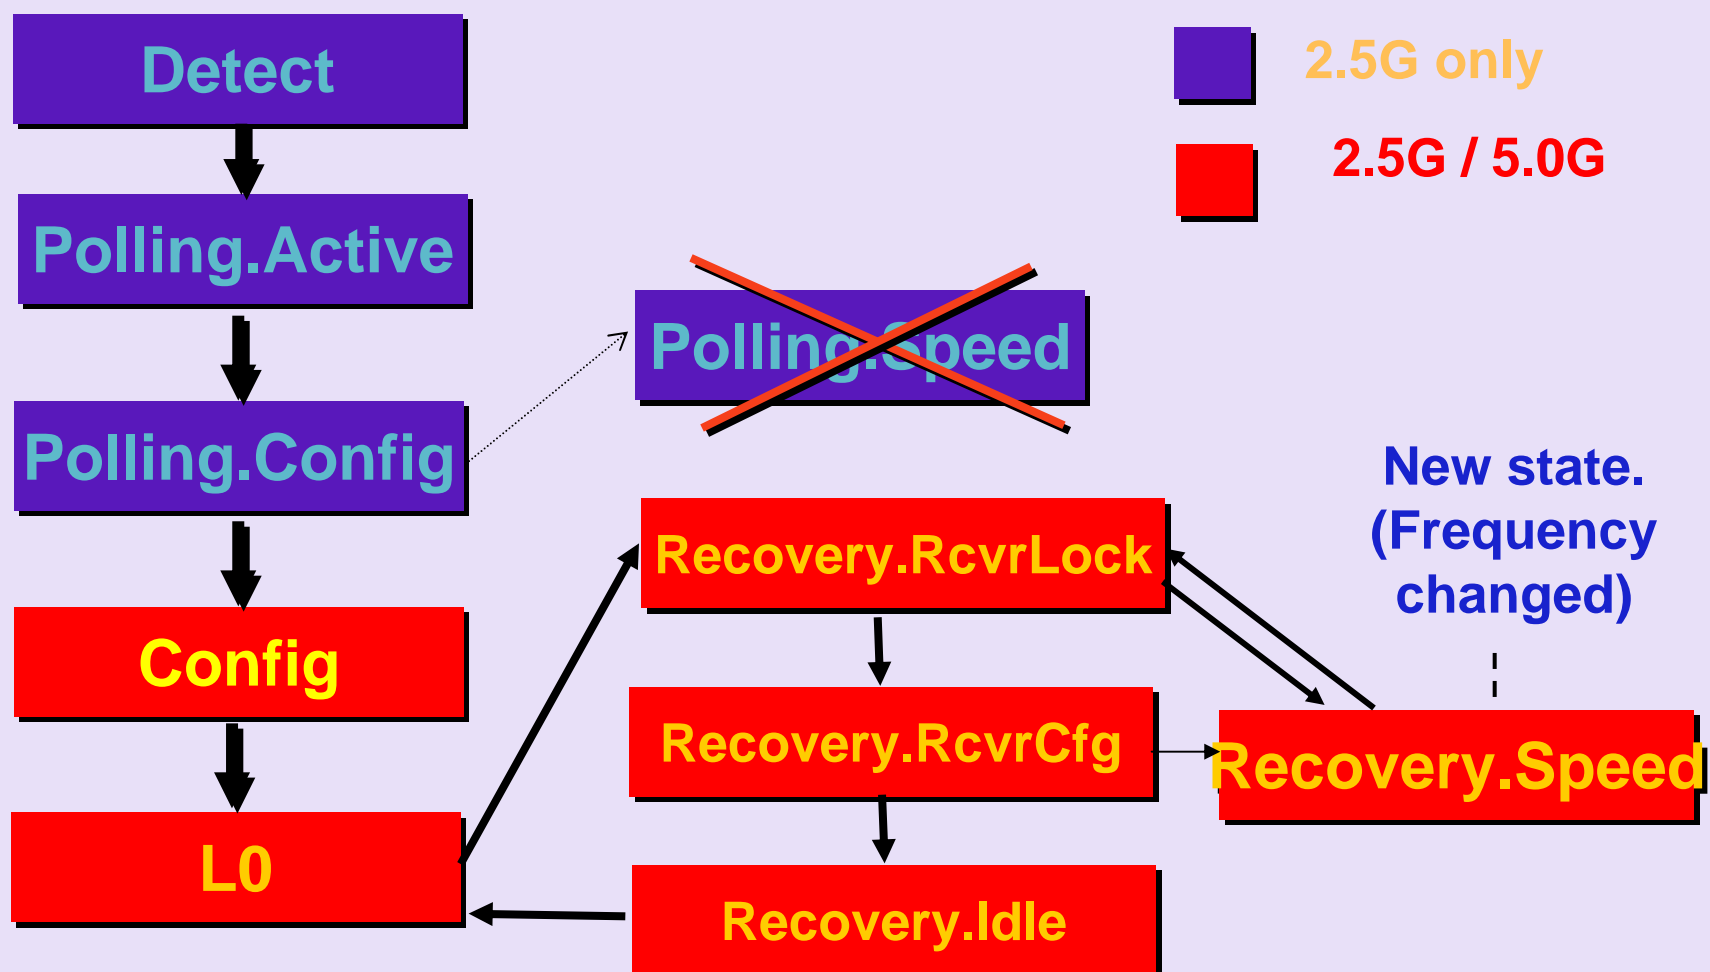 Detect
2.5G only
2.5G / 5.0G
Polling.Active
Polling.Speed
Polling.Config
New state.
(Frequency
changed)
Recovery.RcvrLock
Config
Recovery.RcvrCfg
Recovery.Speed
L0
Recovery.Idle